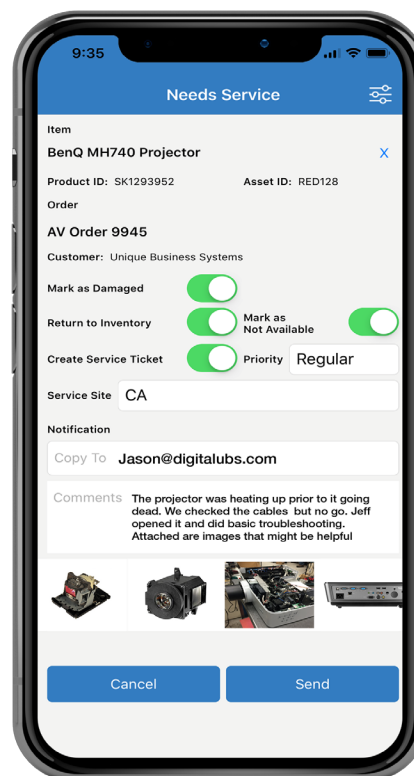 9:35
Needs Service
Item
BenQ MH740 Projector X
Product ID: SK1293952 Asset ID: RED128
Order
AV Order 9945
Customer: Unique Business Systems
Mark as Damaged
Return to Inventory Mark as Not Available
Create Service Ticket Priority Regular
Service Site CA
Notification
Copy To Jason@digitalubs.com
Comments The projector was heating up prior to it going
dead. We checked the cables but no go. Jeff
opened it and did basic troubleshooting.
Attached are images that might be helpful
Cancel Send